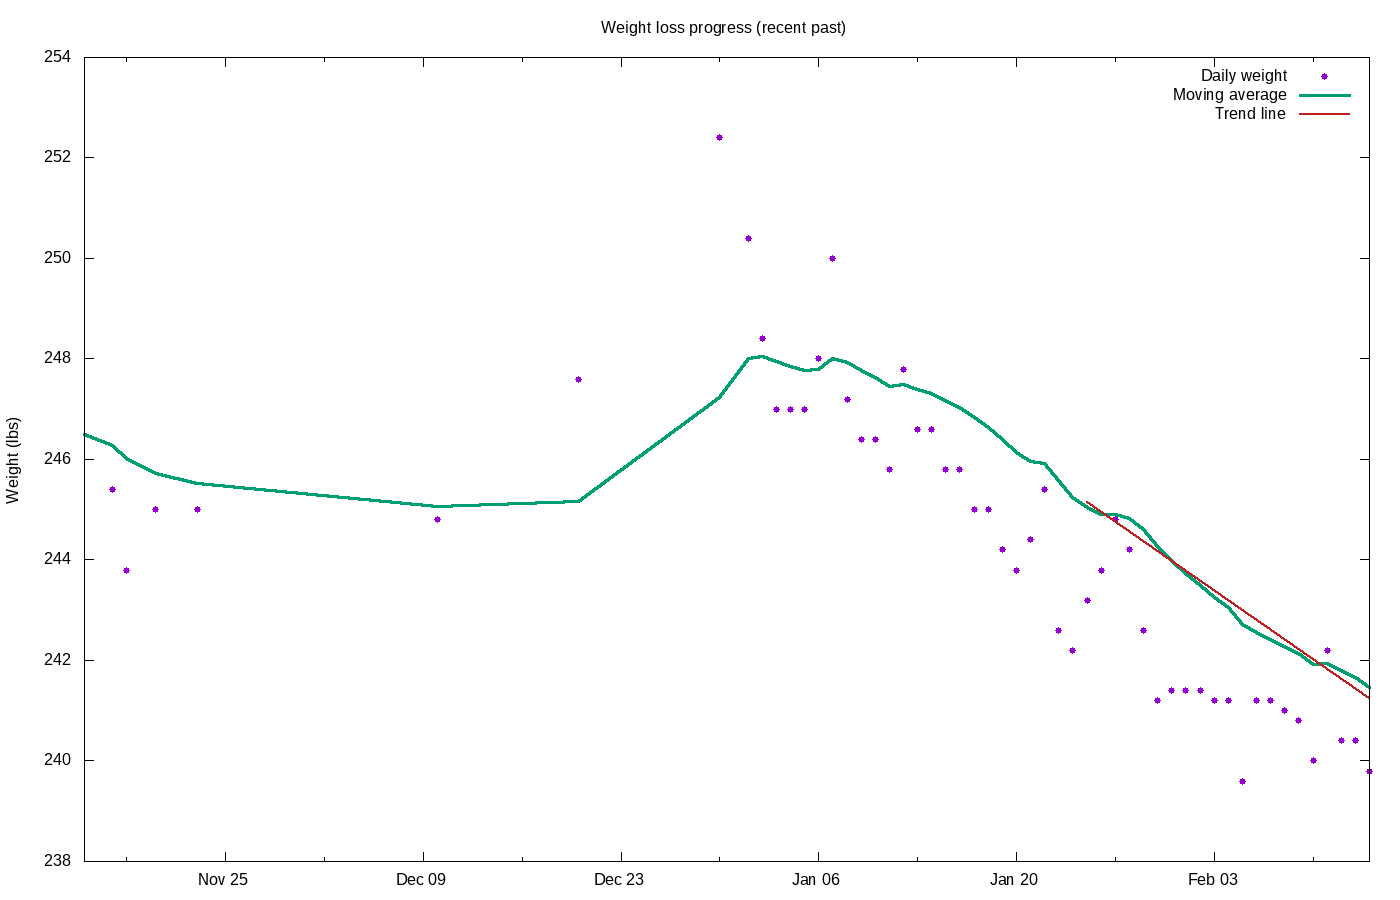 Weight loss progress (recent past)
254
252
250
248
246
244
242
240
238
Weight (lbs)
Daily weight
Moving average
Trend line
Nov 25 Dec 09 Dec 23 Jan 06 Jan 20 Feb 03